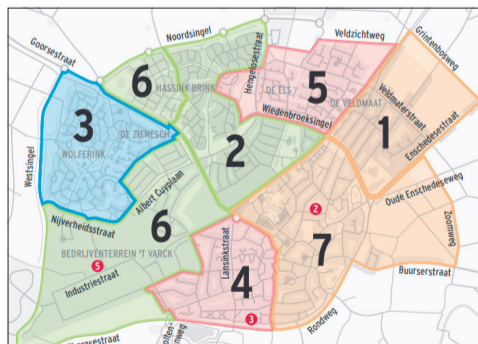 Goorsestraat
Noordsingel
Hengelosestraat
Veldzichtweg
Grintenbosweg
6
HASSINK BRINK
5
DE ELS
DE VELDMAAT
Veldmaterstraat
3
DE ZIENESCH
WOLFERINK
Wiedenbroeksingel
1
Enschedesestraat
Westsingel
2
Albert Cuyplaan
Oude Enschedeseweg
Nijverheidsstraat
6
2
7
Zoomweg
BEDRIJVENTERREIN 'T VARCK
5
Industriestraat
Lansinkstraat
4
Buurserstraat
3
Rondweg